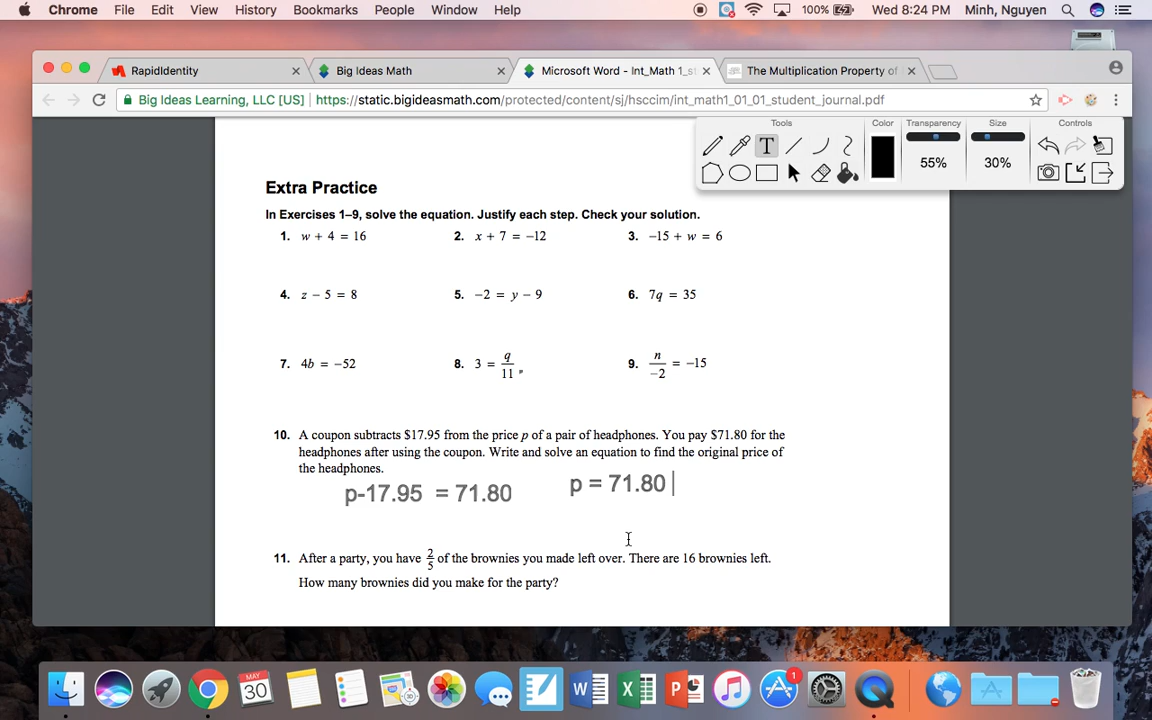 Chrome File Edit View History Bookmarks People Window Help 100% Wed 8:24 PM Minh, Nguyen
RapidIdentity Big Ideas Math Microsoft Word - Int_Math 1_s The Multiplication Property of
Big Ideas Learning, LLC [US] https://static.bigideasmath.com/protected/content/sj/hsccim/int_math1_01_01_student_journal.pdf
Tools Color Transparency Size Controls
T
55% 30%
Extra Practice
In Exercises 1–9, solve the equation. Justify each step. Check your solution.
1. w + 4 = 16 2. x + 7 = −12 3. −15 + w = 6
4. z − 5 = 8 5. −2 = y − 9 6. 7q = 35
7. 4b = −52 8. 3 = q/11 9. n/−2 = −15
10. A coupon subtracts $17.95 from the price p of a pair of headphones. You pay $71.80 for the
headphones after using the coupon. Write and solve an equation to find the original price of
the headphones.
p-17.95 = 71.80 p = 71.80
11. After a party, you have 2/5 of the brownies you made left over. There are 16 brownies left.
How many brownies did you make for the party?
MAY
30
1